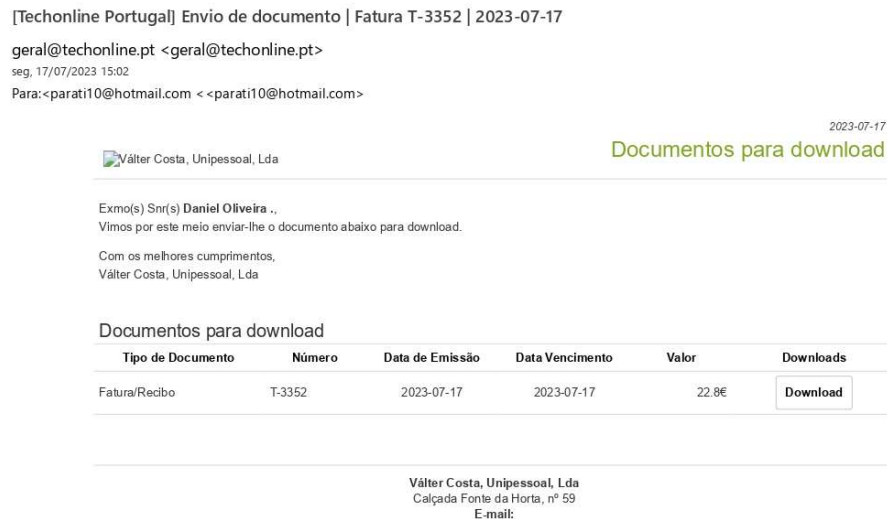 [Techonline Portugal] Envio de documento | Fatura T-3352 | 2023-07-17
geral@techonline.pt <geral@techonline.pt>
seg, 17/07/2023 15:02
Para:<parati10@hotmail.com <<parati10@hotmail.com>
2023-07-17
Válter Costa, Unipessoal, Lda
Documentos para download
Exmo(s) Snr(s) Daniel Oliveira .,
Vimos por este meio enviar-lhe o documento abaixo para download.
Com os melhores cumprimentos,
Válter Costa, Unipessoal, Lda
Documentos para download
Tipo de Documento Número Data de Emissão Data Vencimento Valor Downloads
Fatura/Recibo T-3352 2023-07-17 2023-07-17 22.8€ Download
Válter Costa, Unipessoal, Lda
Calçada Fonte da Horta, nº 59
E-mail: